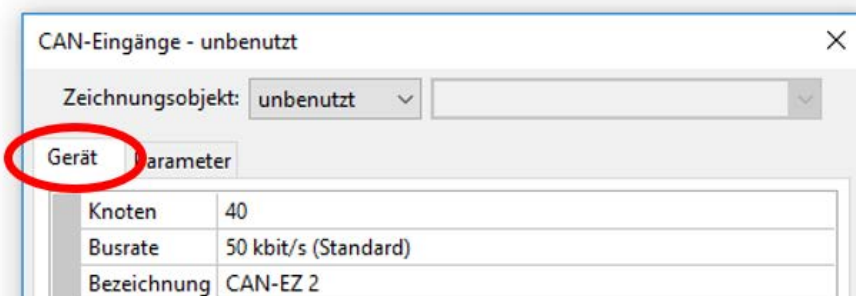 CAN-Eingänge - unbenutzt
Zeichnungsobjekt: unbenutzt
Gerät Parameter
Knoten 40
Busrate 50 kbit/s (Standard)
Bezeichnung CAN-EZ 2